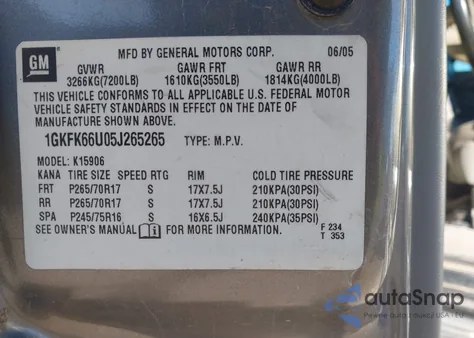 GM
MFD BY GENERAL MOTORS CORP. 06/05
GVWR GAWR FRT GAWR RR
3266KG(7200LB) 1610KG(3550LB) 1814KG(4000LB)
THIS VEHICLE CONFORMS TO ALL APPLICABLE U.S. FEDERAL MOTOR
VEHICLE SAFETY STANDARDS IN EFFECT ON THE DATE OF
MANUFACTURE SHOWN ABOVE.
1GKFK66U05J265265 TYPE: M.P.V.
MODEL: K15906
KANA TIRE SIZE SPEED RTG RIM COLD TIRE PRESSURE
FRT P265/70R17 S 17X7.5J 210KPA(30PSI)
RR P265/70R17 S 17X7.5J 210KPA(30PSI)
SPA P245/75R16 S 16X6.5J 240KPA(35PSI)
SEE OWNER'S MANUAL FOR MORE INFORMATION. F 234
T 353
autoSnap